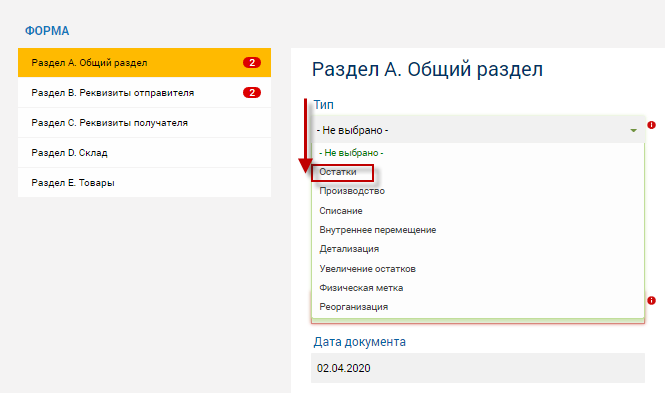 ФОРМА
Раздел А. Общий раздел 2
Раздел В. Реквизиты отправителя 2
Раздел С. Реквизиты получателя
Раздел D. Склад
Раздел Е. Товары
Раздел А. Общий раздел
Тип
- Не выбрано -
- Не выбрано -
Остатки
Производство
Списание
Внутреннее перемещение
Детализация
Увеличение остатков
Физическая метка
Реорганизация
Дата документа
02.04.2020